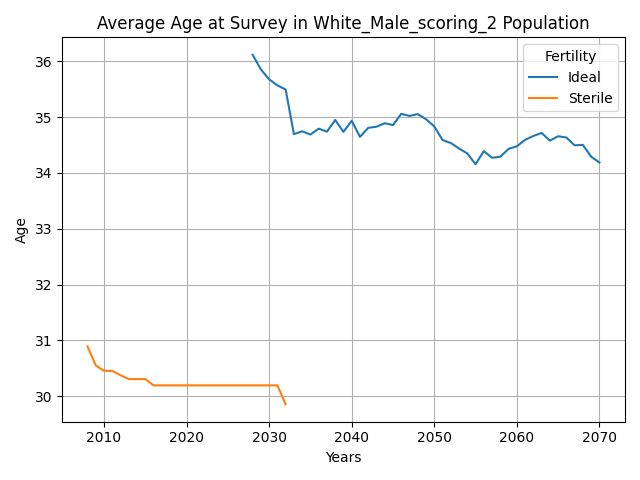 Average Age at Survey in White_Male_scoring_2 Population
Fertility
Ideal
Sterile
Age
36
35
34
33
32
31
30
2010 2020 2030 2040 2050 2060 2070
Years